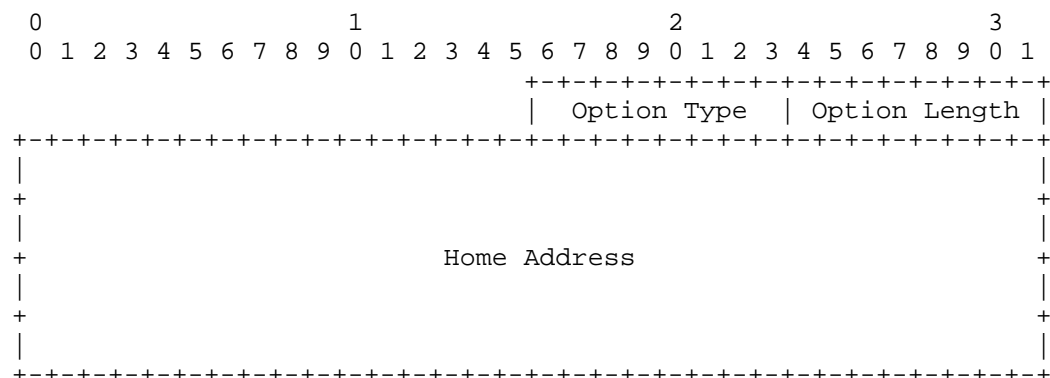 0                   1                   2                   3
 0 1 2 3 4 5 6 7 8 9 0 1 2 3 4 5 6 7 8 9 0 1 2 3 4 5 6 7 8 9 0 1
                                +-+-+-+-+-+-+-+-+-+-+-+-+-+-+-+-+
                                |  Option Type  | Option Length |
+-+-+-+-+-+-+-+-+-+-+-+-+-+-+-+-+-+-+-+-+-+-+-+-+-+-+-+-+-+-+-+-+
|                                                               |
+                                                               +
|                                                               |
+                          Home Address                         +
|                                                               |
+                                                               +
|                                                               |
+-+-+-+-+-+-+-+-+-+-+-+-+-+-+-+-+-+-+-+-+-+-+-+-+-+-+-+-+-+-+-+-+